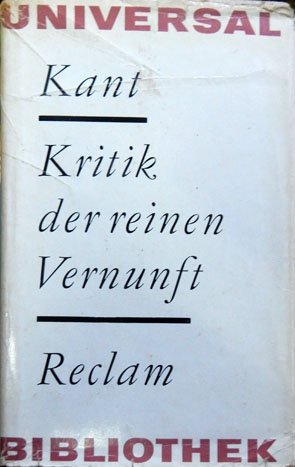 UNIVERSAL
Kant
Kritik
der reinen
Vernunft
Reclam
BIBLIOTHEK